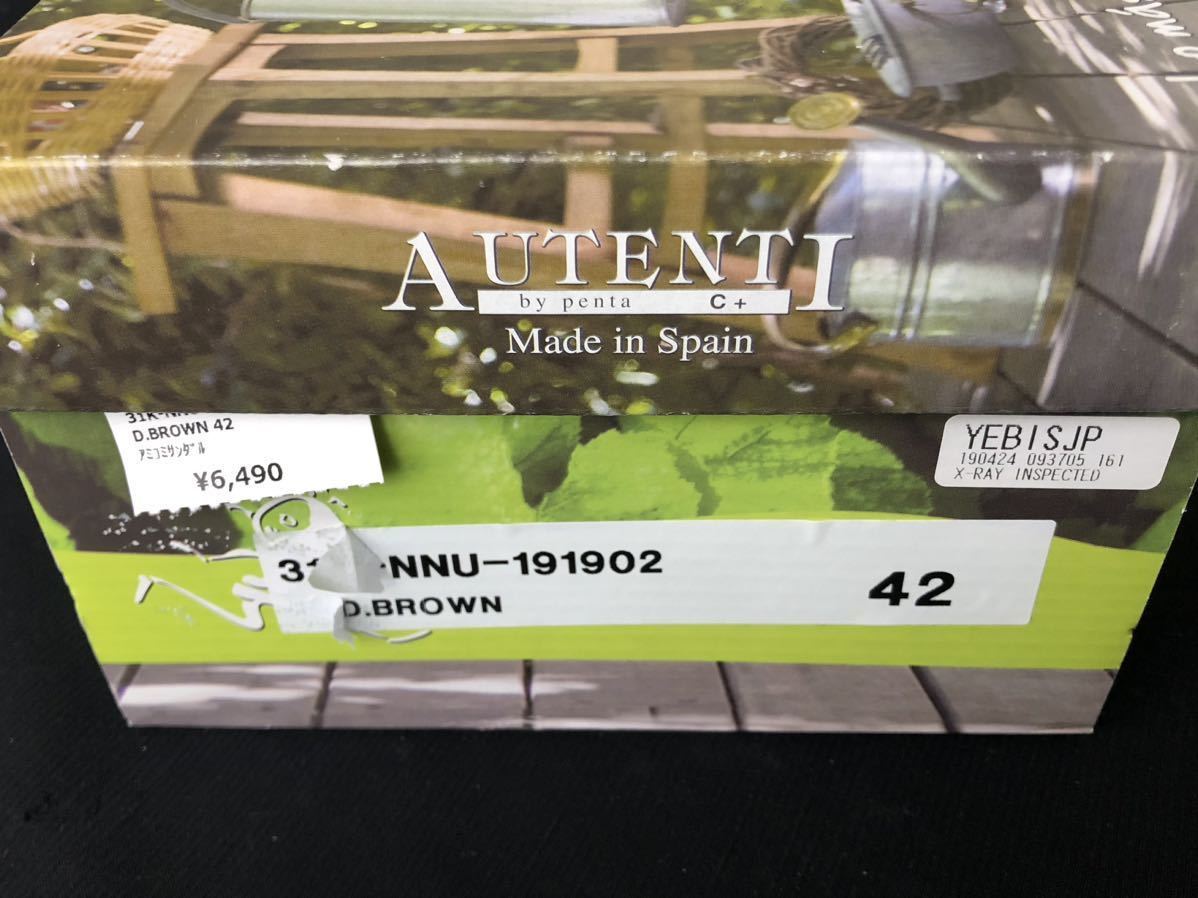 AUTENTI
by penta C+
Made in Spain
D.BROWN 42
ｱﾐｺﾐｻﾝﾀﾞﾙ
¥6,490
YEBISJP
190424 093705 161
X-RAY INSPECTED
-NNU-191902
D.BROWN
42